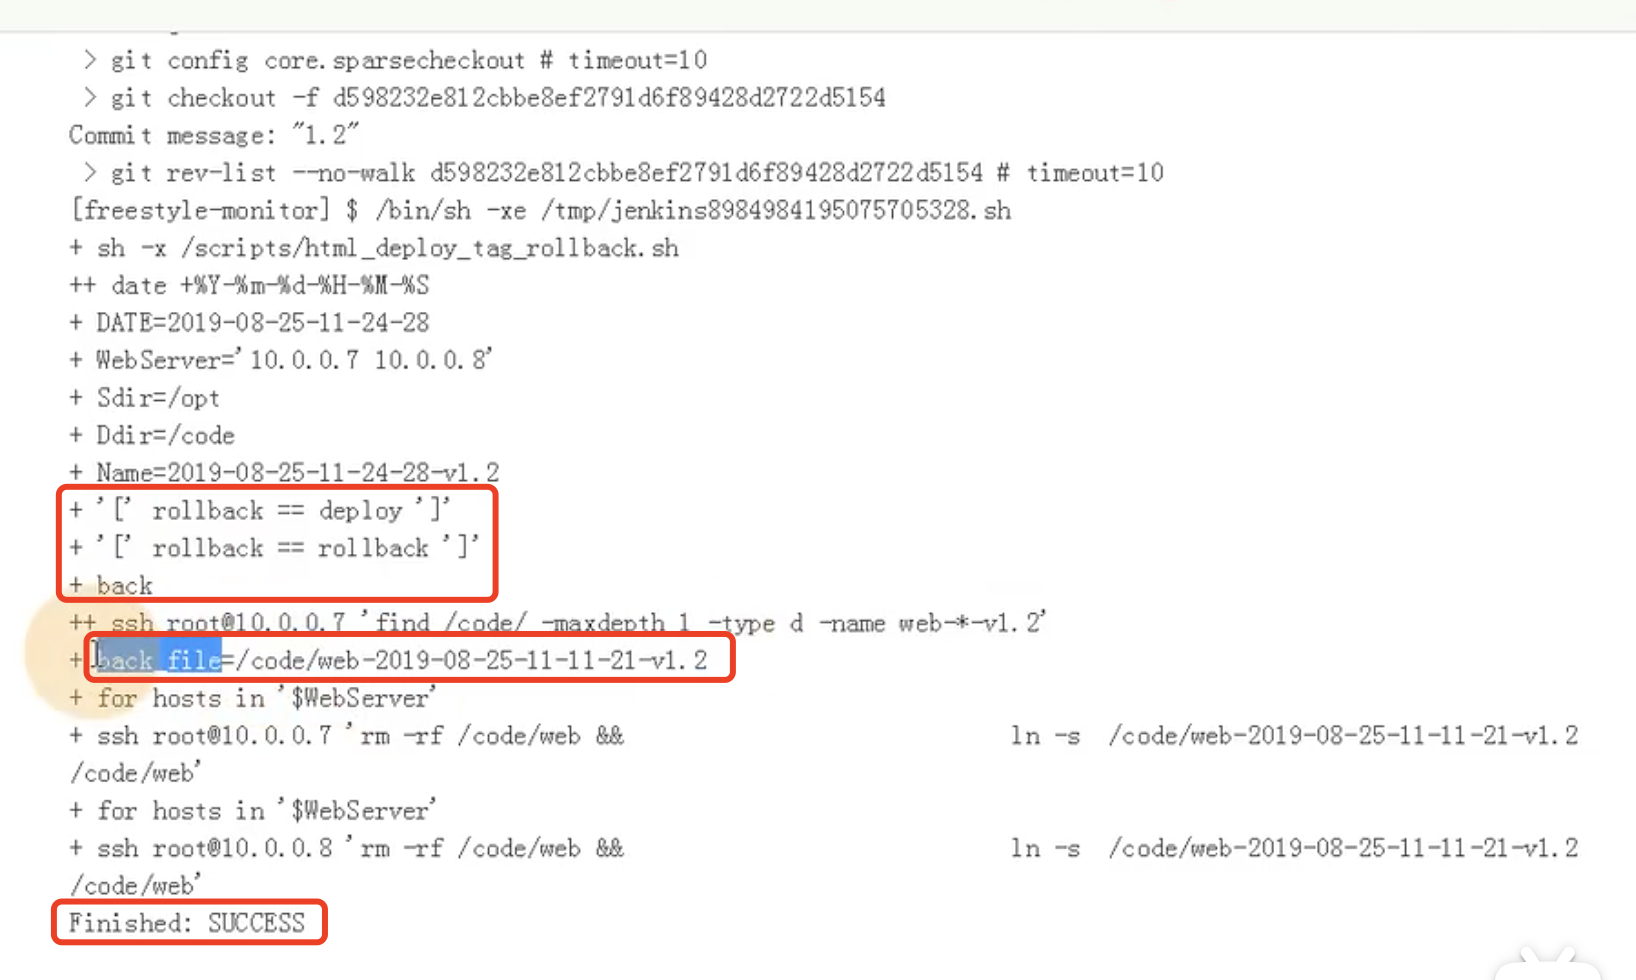 > git config core.sparsecheckout # timeout=10
> git checkout -f d598232e812cbbe8ef2791d6f89428d2722d5154
Commit message: "1.2"
> git rev-list --no-walk d598232e812cbbe8ef2791d6f89428d2722d5154 # timeout=10
[freestyle-monitor] $ /bin/sh -xe /tmp/jenkins8984984195075705328.sh
+ sh -x /scripts/html_deploy_tag_rollback.sh
++ date +%Y-%m-%d-%H-%M-%S
+ DATE=2019-08-25-11-24-28
+ WebServer='10.0.0.7 10.0.0.8'
+ Sdir=/opt
+ Ddir=/code
+ Name=2019-08-25-11-24-28-v1.2
+ '[' rollback == deploy ']'
+ '[' rollback == rollback ']'
+ back
++ ssh root@10.0.0.7 'find /code/ -maxdepth 1 -type d -name web-*-v1.2'
+ back_file=/code/web-2019-08-25-11-11-21-v1.2
+ for hosts in '$WebServer'
+ ssh root@10.0.0.7 'rm -rf /code/web && ln -s /code/web-2019-08-25-11-11-21-v1.2
/code/web'
+ for hosts in '$WebServer'
+ ssh root@10.0.0.8 'rm -rf /code/web && ln -s /code/web-2019-08-25-11-11-21-v1.2
/code/web'
Finished: SUCCESS